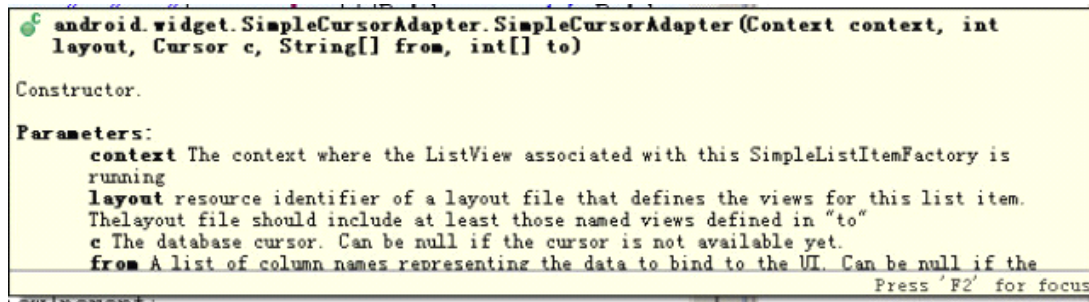 android.widget.SimpleCursorAdapter.SimpleCursorAdapter(Context context, int
layout, Cursor c, String[] from, int[] to)
Constructor.
Parameters:
context The context where the ListView associated with this SimpleListItemFactory is
running
layout resource identifier of a layout file that defines the views for this list item.
Thelayout file should include at least those named views defined in "to"
c The database cursor. Can be null if the cursor is not available yet.
from A list of column names representing the data to bind to the UI. Can be null if the
Press 'F2' for focus